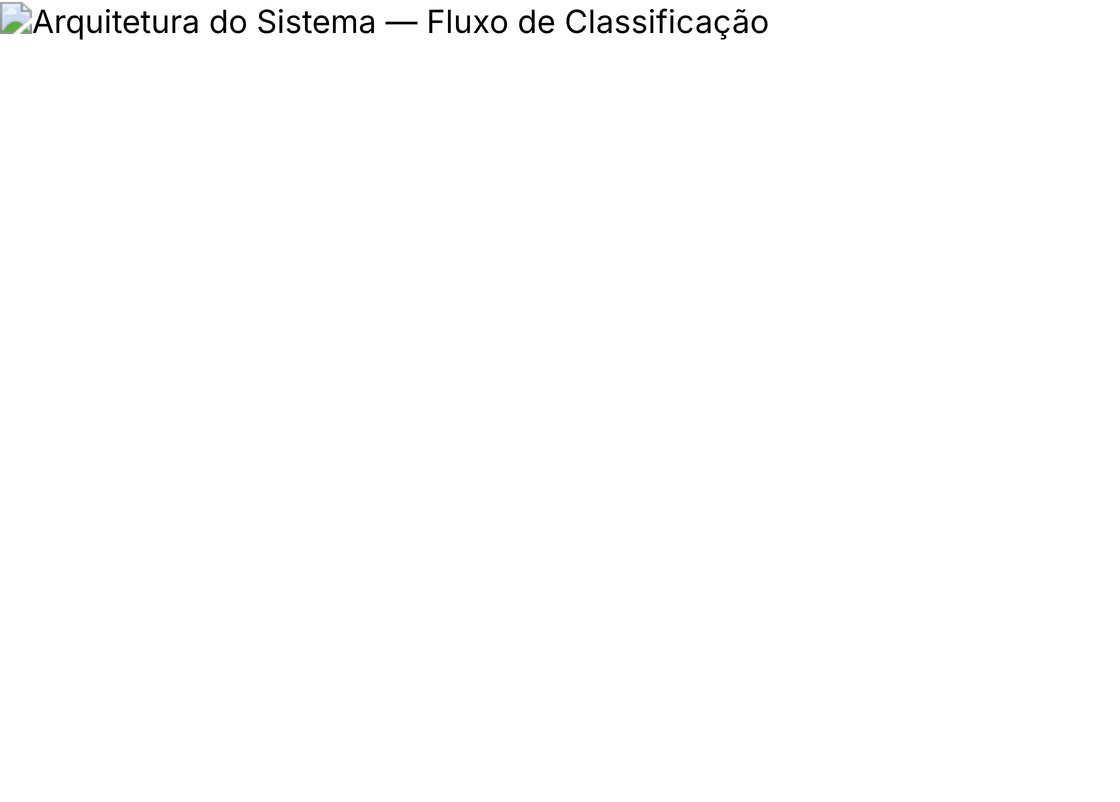 Arquitetura do Sistema — Fluxo de Classificação